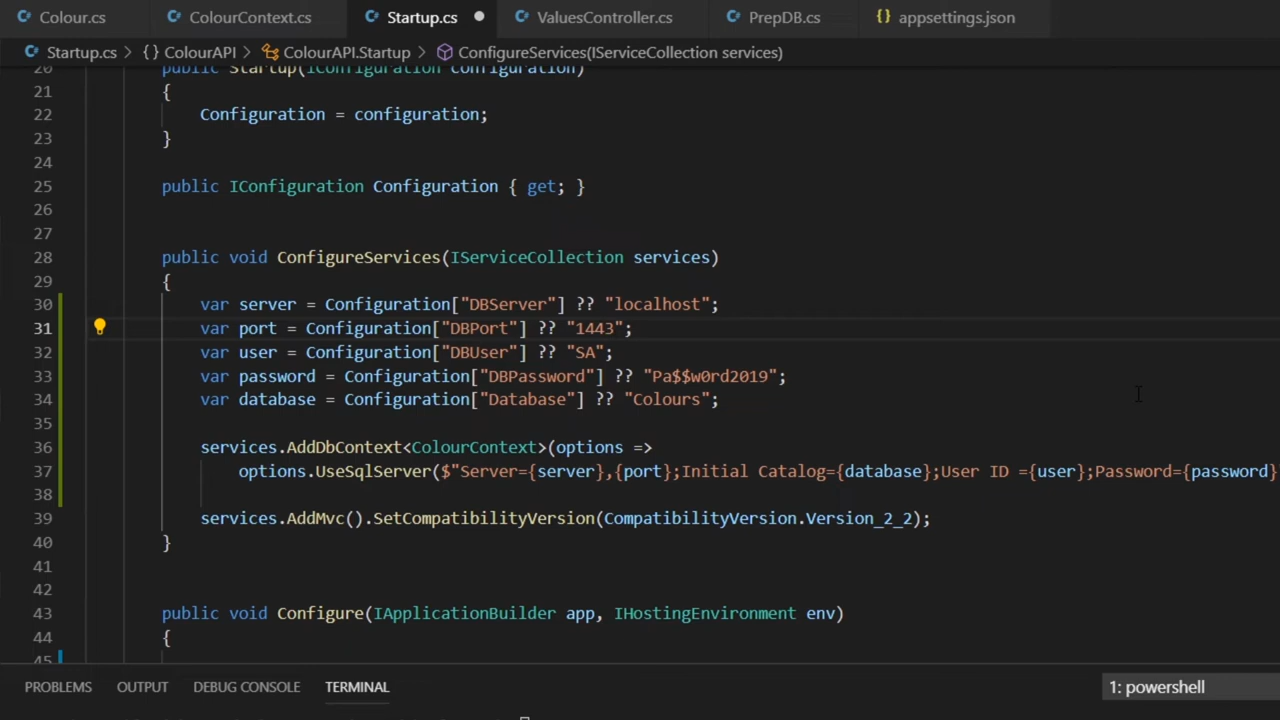 Colour.cs ColourContext.cs Startup.cs ValuesController.cs PrepDB.cs {} appsettings.json
Startup.cs > {} ColourAPI > ColourAPI.Startup > ConfigureServices(IServiceCollection services)
20 public Startup(IConfiguration configuration)
21 {
22 Configuration = configuration;
23 }
24
25 public IConfiguration Configuration { get; }
26
27
28 public void ConfigureServices(IServiceCollection services)
29 {
30 var server = Configuration["DBServer"] ?? "localhost";
31 var port = Configuration["DBPort"] ?? "1443";
32 var user = Configuration["DBUser"] ?? "SA";
33 var password = Configuration["DBPassword"] ?? "Pa$$w0rd2019";
34 var database = Configuration["Database"] ?? "Colours";
35
36 services.AddDbContext<ColourContext>(options =>
37 options.UseSqlServer($"Server={server},{port};Initial Catalog={database};User ID ={user};Password={password}
38
39 services.AddMvc().SetCompatibilityVersion(CompatibilityVersion.Version_2_2);
40 }
41
42
43 public void Configure(IApplicationBuilder app, IHostingEnvironment env)
44 {
45
PROBLEMS OUTPUT DEBUG CONSOLE TERMINAL 1: powershell